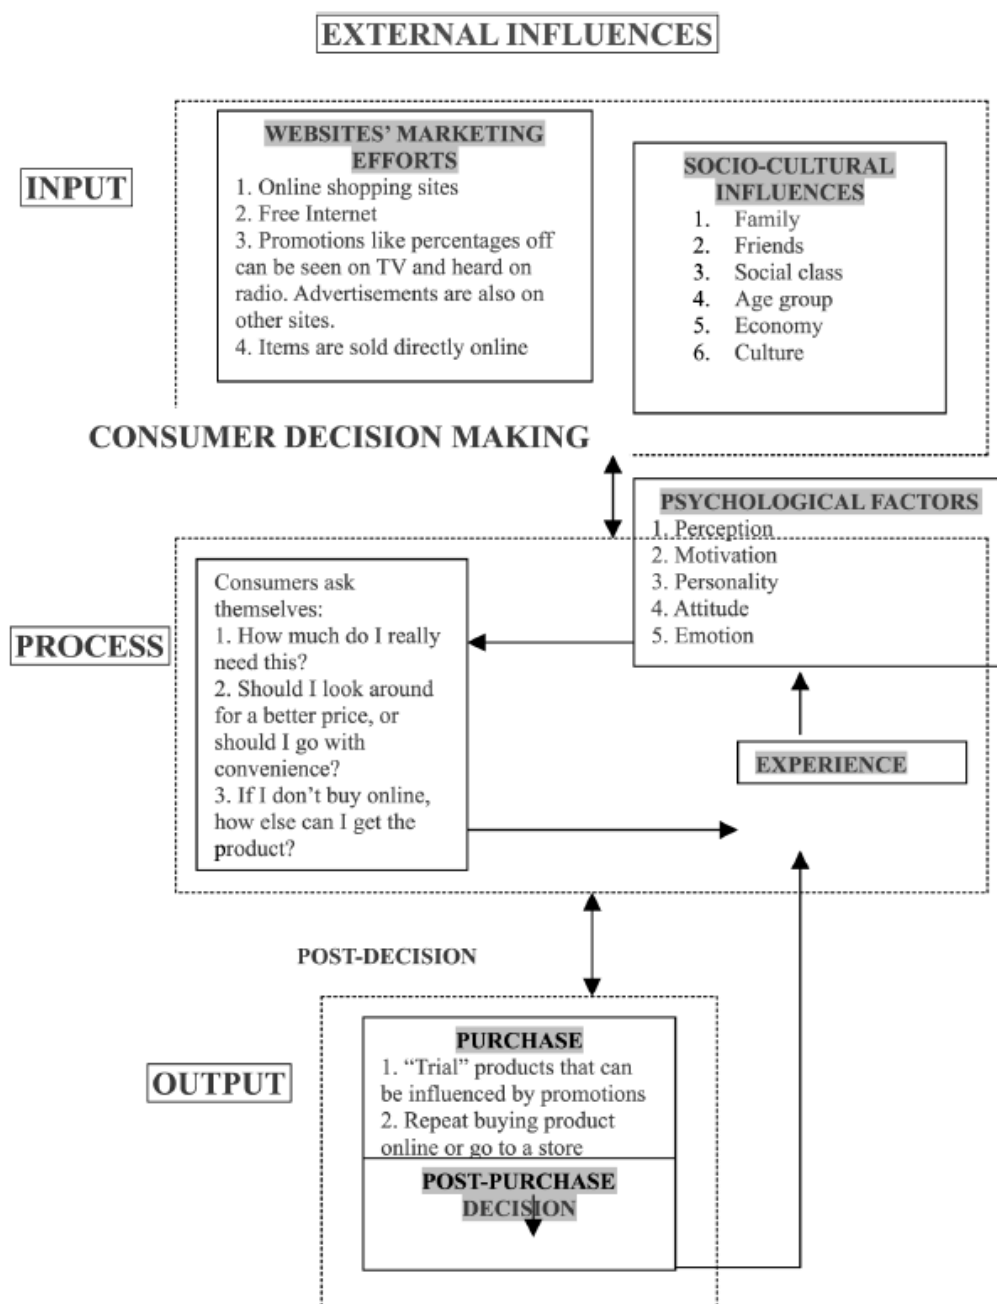 EXTERNAL INFLUENCES
INPUT
WEBSITES' MARKETING
EFFORTS
1. Online shopping sites
2. Free Internet
3. Promotions like percentages off
can be seen on TV and heard on
radio. Advertisements are also on
other sites.
4. Items are sold directly online
SOCIO-CULTURAL
INFLUENCES
1. Family
2. Friends
3. Social class
4. Age group
5. Economy
6. Culture
CONSUMER DECISION MAKING
PSYCHOLOGICAL FACTORS
1. Perception
2. Motivation
3. Personality
4. Attitude
5. Emotion
PROCESS
Consumers ask
themselves:
1. How much do I really
need this?
2. Should I look around
for a better price, or
should I go with
convenience?
3. If I don't buy online,
how else can I get the
product?
EXPERIENCE
POST-DECISION
OUTPUT
PURCHASE
1. “Trial” products that can
be influenced by promotions
2. Repeat buying product
online or go to a store
POST-PURCHASE
DECISION